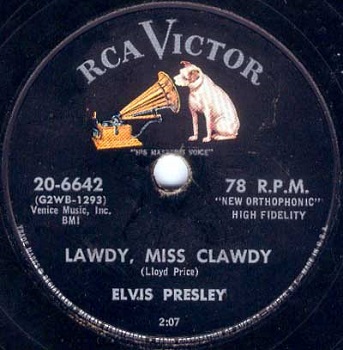 RCA VICTOR
"HIS MASTER'S VOICE"
20-6642
(G2WB-1293)
Venice Music, Inc.
BMI
78 R.P.M.
"NEW ORTHOPHONIC"
HIGH FIDELITY
LAWDY, MISS CLAWDY
(Lloyd Price)
ELVIS PRESLEY
2:07